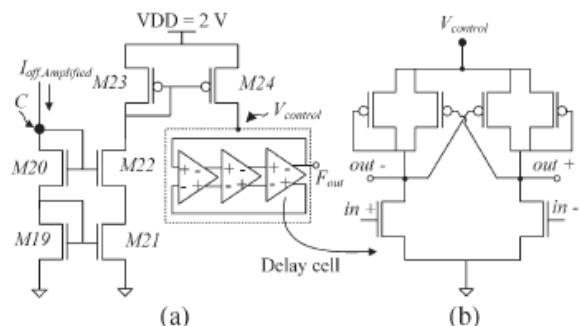 VDD = 2 V
I_off,Amplified
M23
M24
C
V_control
M20
M22
+ -
- +
+ -
- +
+ -
- +
F_out
M19
M21
Delay cell
(a)
V_control
out -
out +
in +
in -
(b)